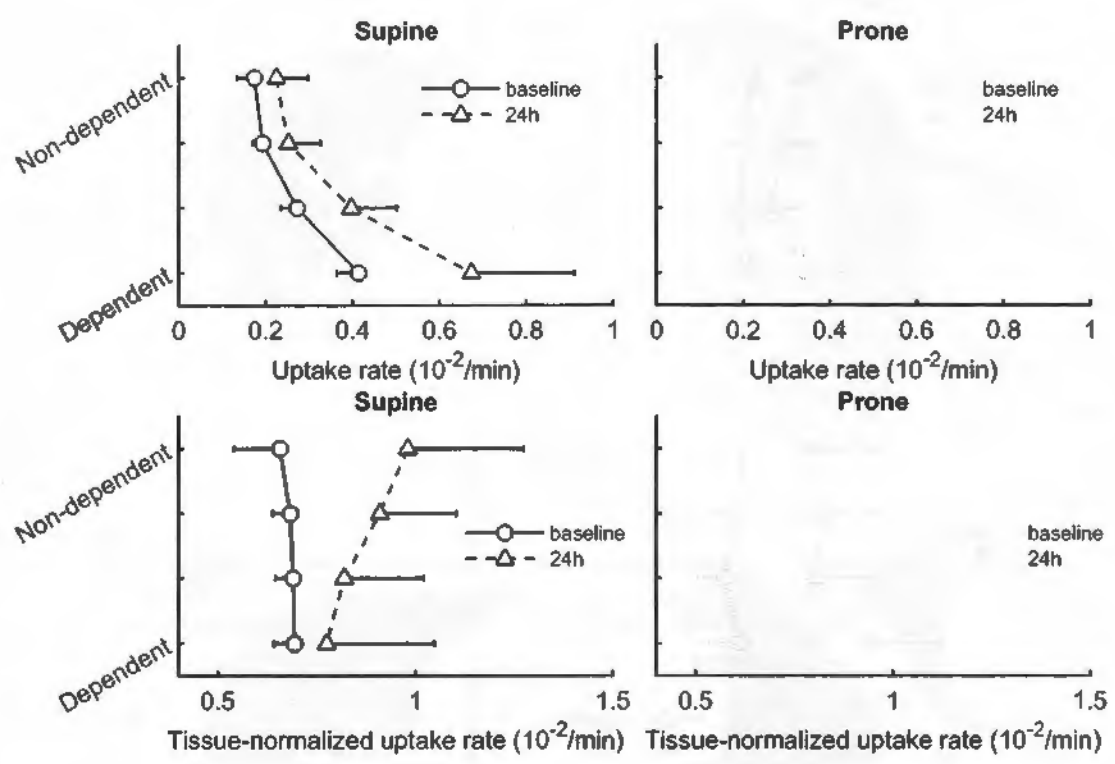 Supine
Non-dependent
Dependent
baseline
24h
0 0.2 0.4 0.6 0.8 1
Uptake rate (10⁻²/min)
Prone
baseline
24h
0 0.2 0.4 0.6 0.8 1
Uptake rate (10⁻²/min)
Supine
Non-dependent
Dependent
baseline
24h
0.5 1 1.5
Tissue-normalized uptake rate (10⁻²/min)
Prone
baseline
24h
0.5 1 1.5
Tissue-normalized uptake rate (10⁻²/min)